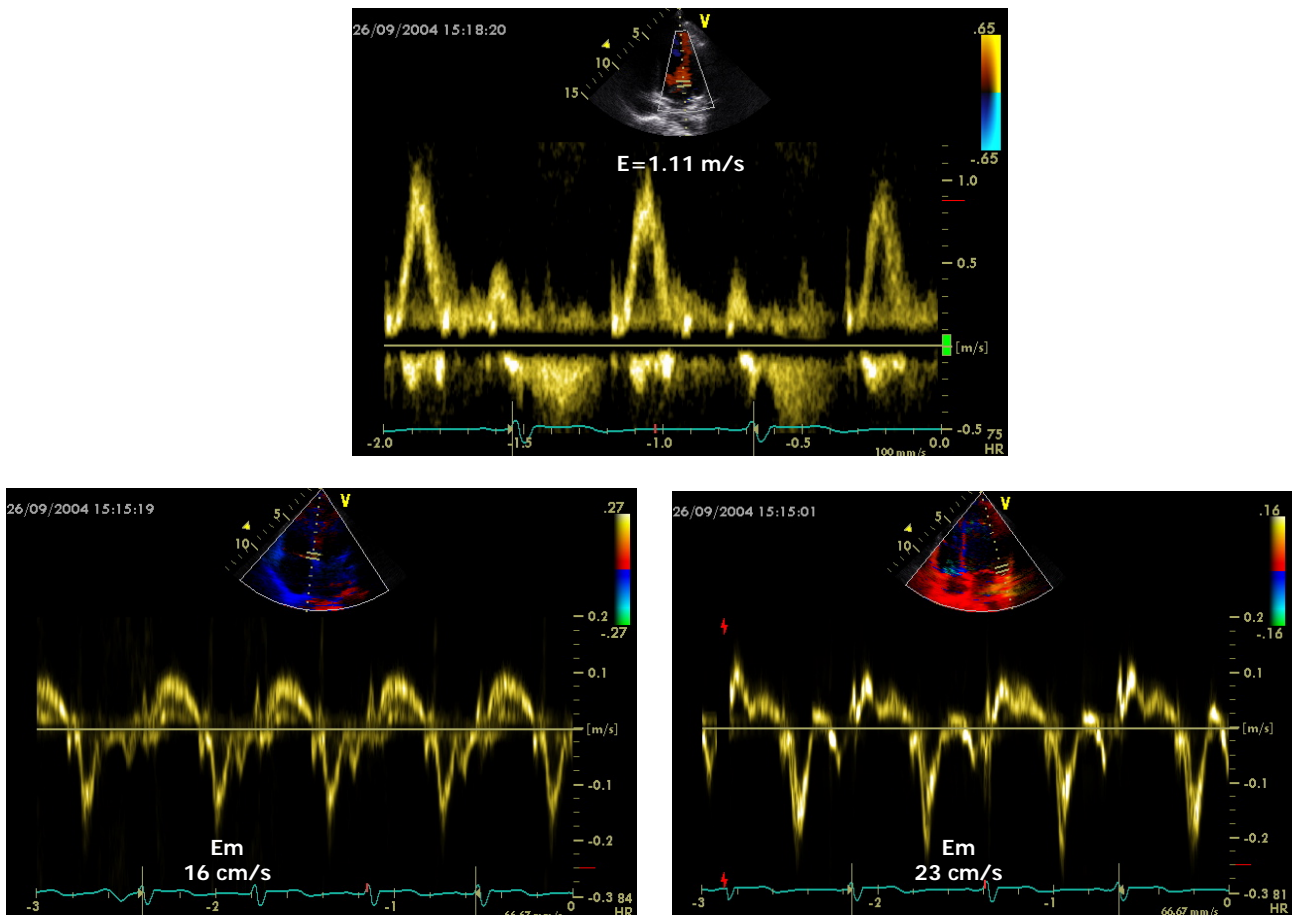 26/09/2004 15:18:20
V
5
10
15
.65
-.65
E=1.11 m/s
1.0
0.5
[m/s]
-0.5
-2.0
-1.5
-1.0
-0.5
0.0
75
HR
100 mm/s
26/09/2004 15:15:19
V
5
10
.27
-.27
0.2
0.1
[m/s]
-0.1
-0.2
-0.3
Em
16 cm/s
-3
-2
-1
0
84
HR
66.67 mm/s
26/09/2004 15:15:01
V
5
10
.16
-.16
0.2
0.1
[m/s]
-0.1
-0.2
-0.3
Em
23 cm/s
-3
-2
-1
0
81
HR
66.67 mm/s